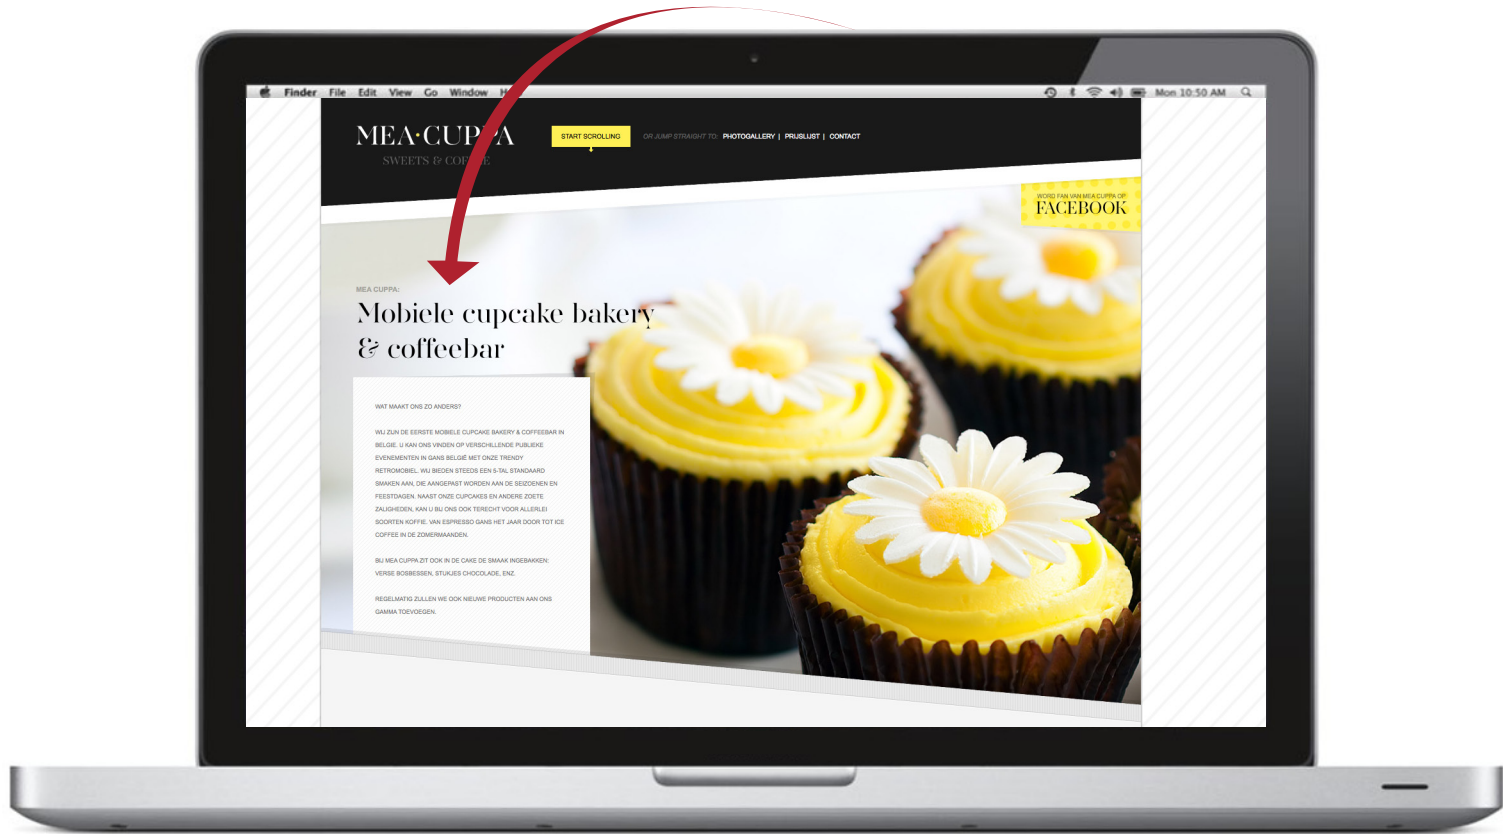 Finder File Edit View Go Window
Mon 10:50 AM
MEA·CUPPA
SWEETS & COFFEE
START SCROLLING
OR JUMP STRAIGHT TO: PHOTOGALLERY | PRIJSLIJST | CONTACT
WORD FAN VAN MEA CUPPA OP
FACEBOOK
MEA CUPPA:
Mobiele cupcake bakery
& coffeebar
WAT MAAKT ONS ZO ANDERS?
WIJ ZIJN DE EERSTE MOBIELE CUPCAKE BAKERY & COFFEEBAR IN
BELGIE. U KAN ONS VINDEN OP VERSCHILLENDE PUBLIEKE
EVENEMENTEN IN GANS BELGIË MET ONZE TRENDY
RETROMOBIEL. WIJ BIEDEN STEEDS EEN 5-TAL STANDAARD
SMAKEN AAN, DIE AANGEPAST WORDEN AAN DE SEIZOENEN EN
FEESTDAGEN. NAAST ONZE CUPCAKES EN ANDERE ZOETE
ZALIGHEDEN, KAN U BIJ ONS OOK TERECHT VOOR ALLERLEI
SOORTEN KOFFIE. VAN ESPRESSO GANS HET JAAR DOOR TOT ICE
COFFEE IN DE ZOMERMAANDEN.
BIJ MEA CUPPA ZIT OOK IN DE CAKE DE SMAAK INGEBAKKEN:
VERSE BOSBESSEN, STUKJES CHOCOLADE, ENZ.
REGELMATIG ZULLEN WE OOK NIEUWE PRODUCTEN AAN ONS
GAMMA TOEVOEGEN.